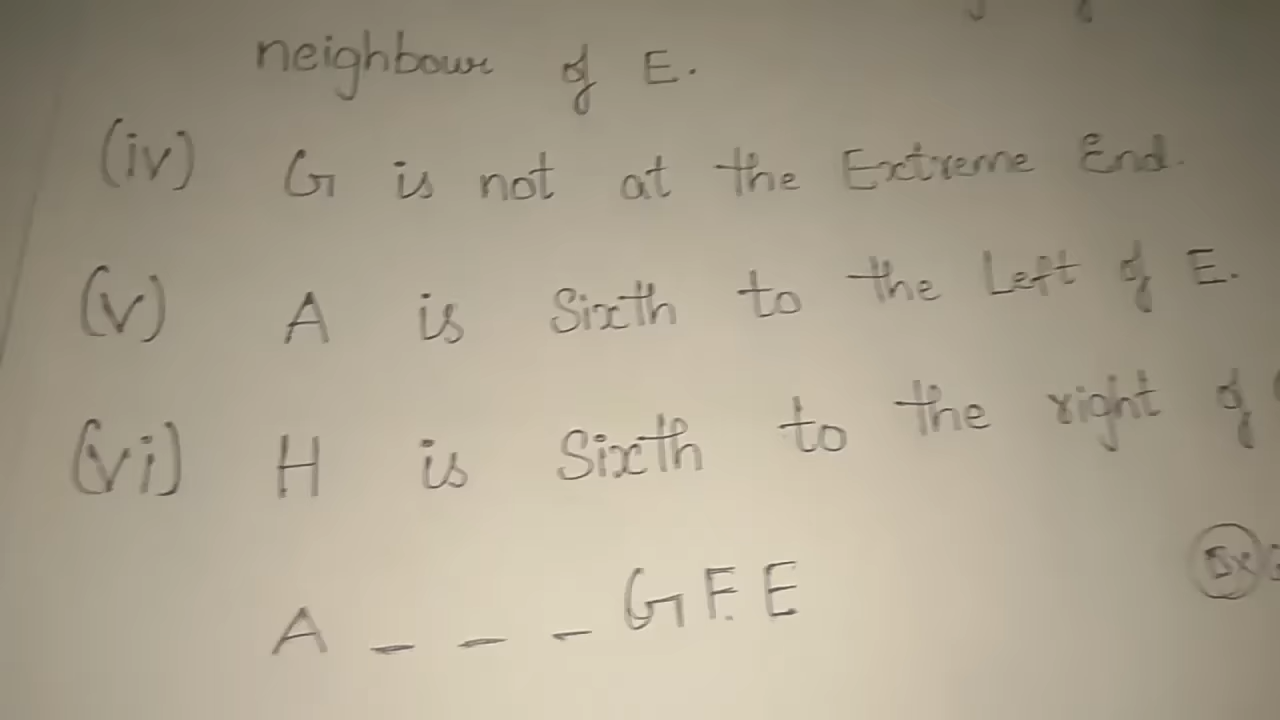 neighbour of E.
(iv) G is not at the Extreme End.
(v) A is Sixth to the Left of E.
(vi) H is Sixth to the right of
A _ _ _ G F E